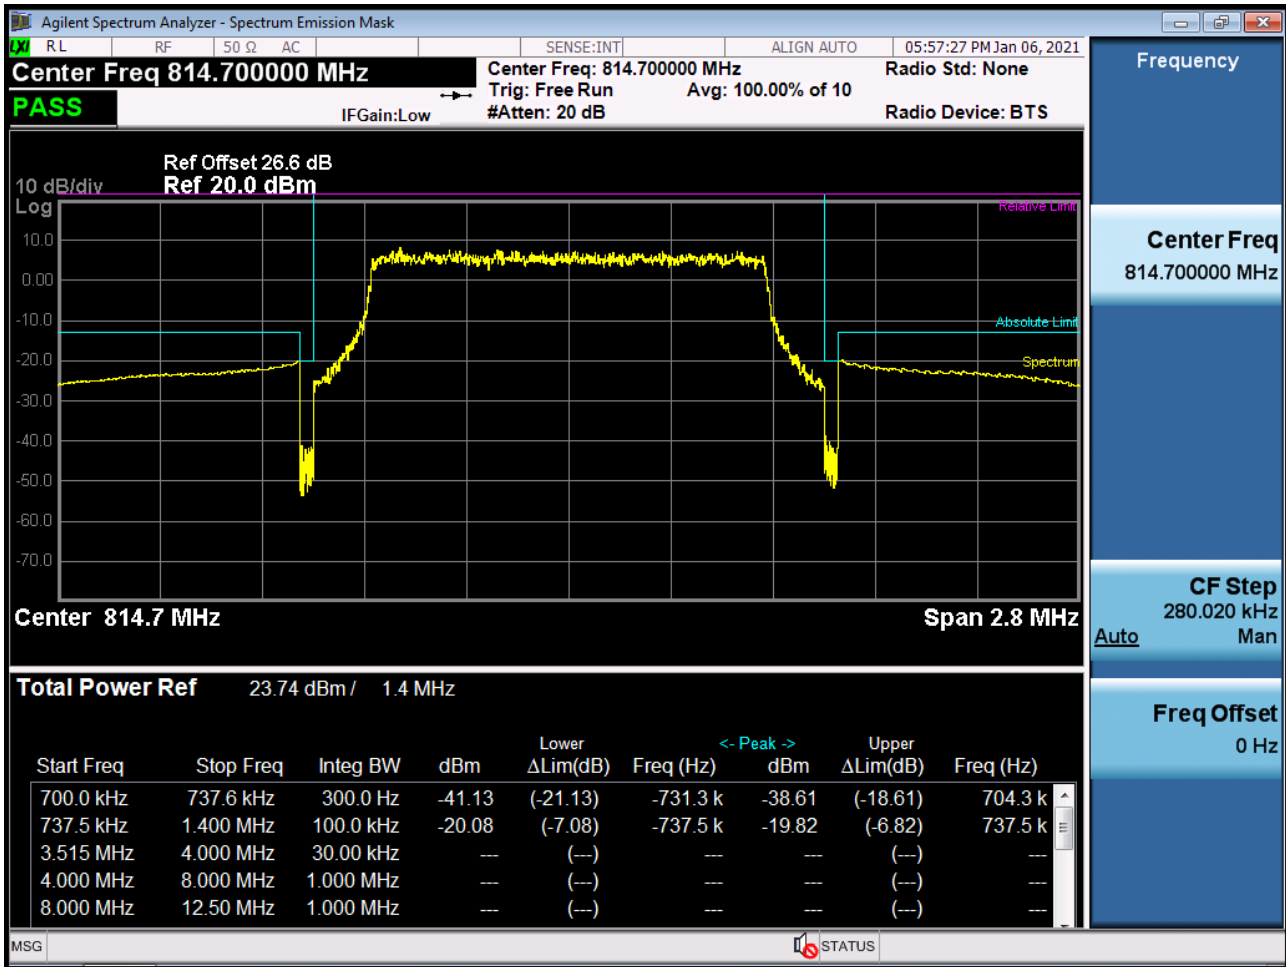 Agilent Spectrum Analyzer - Spectrum Emission Mask
LXI RL RF 50 Ω AC SENSE:INT ALIGN AUTO 05:57:27 PM Jan 06, 2021
Center Freq 814.700000 MHz
Center Freq: 814.700000 MHz Radio Std: None
Trig: Free Run Avg: 100.00% of 10
PASS IFGain:Low #Atten: 20 dB Radio Device: BTS
Ref Offset 26.6 dB
10 dB/div Ref 20.0 dBm
Log
Relative Limit
10.0
0.00
-10.0
Absolute Limit
-20.0
Spectrum
-30.0
-40.0
-50.0
-60.0
-70.0
Center 814.7 MHz Span 2.8 MHz
Total Power Ref 23.74 dBm / 1.4 MHz
Lower <- Peak -> Upper
Start Freq Stop Freq Integ BW dBm ΔLim(dB) Freq (Hz) dBm ΔLim(dB) Freq (Hz)
700.0 kHz 737.6 kHz 300.0 Hz -41.13 (-21.13) -731.3 k -38.61 (-18.61) 704.3 k
737.5 kHz 1.400 MHz 100.0 kHz -20.08 (-7.08) -737.5 k -19.82 (-6.82) 737.5 k
3.515 MHz 4.000 MHz 30.00 kHz --- (---) --- --- (---) ---
4.000 MHz 8.000 MHz 1.000 MHz --- (---) --- --- (---) ---
8.000 MHz 12.50 MHz 1.000 MHz --- (---) --- --- (---) ---
MSG STATUS
Frequency
Center Freq
814.700000 MHz
CF Step
280.020 kHz
Auto Man
Freq Offset
0 Hz